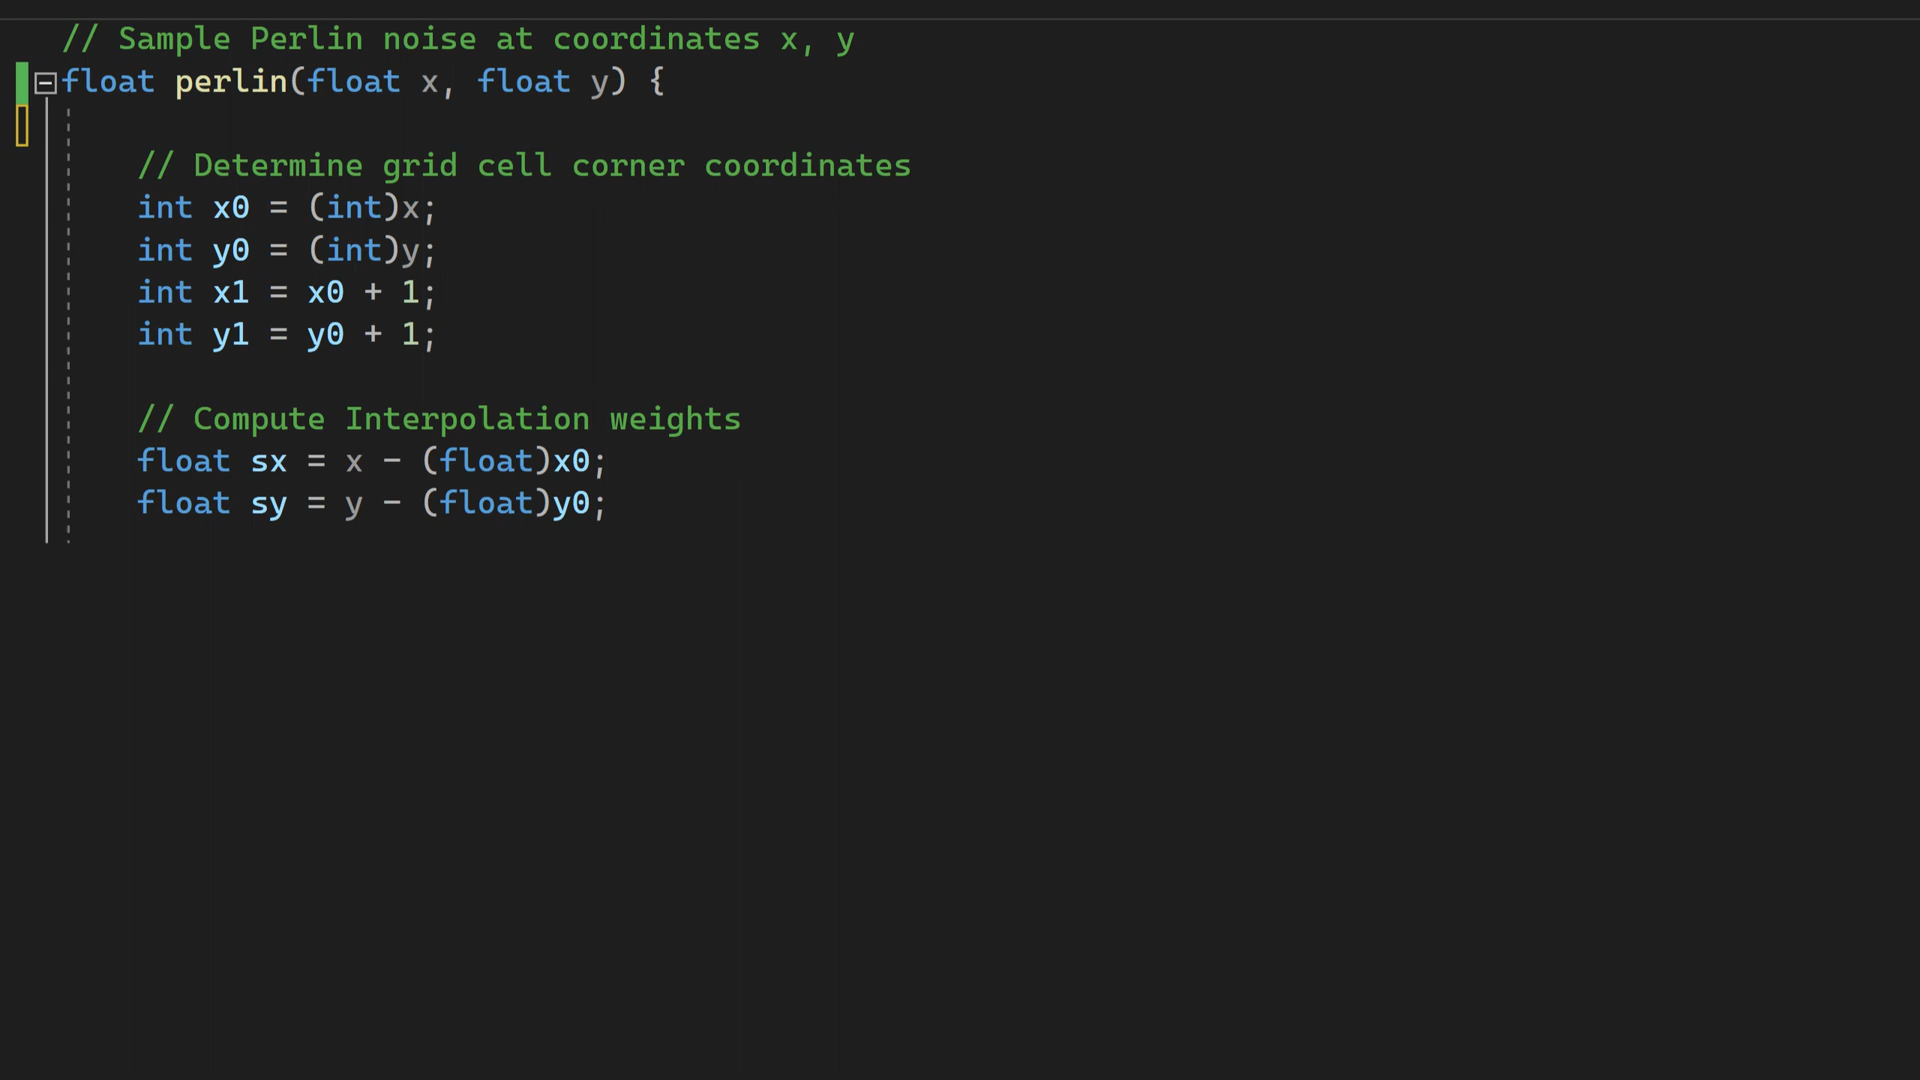 // Sample Perlin noise at coordinates x, y
float perlin(float x, float y) {
// Determine grid cell corner coordinates
int x0 = (int)x;
int y0 = (int)y;
int x1 = x0 + 1;
int y1 = y0 + 1;
// Compute Interpolation weights
float sx = x - (float)x0;
float sy = y - (float)y0;